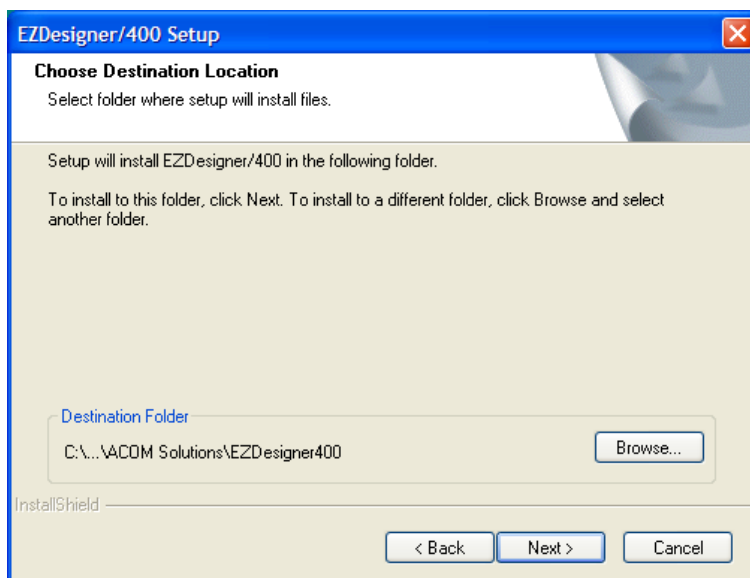 EZDesigner/400 Setup
Choose Destination Location
Select folder where setup will install files.
Setup will install EZDesigner/400 in the following folder.
To install to this folder, click Next. To install to a different folder, click Browse and select
another folder.
Destination Folder
C:\...\ACOM Solutions\EZDesigner400
Browse...
InstallShield
< Back
Next >
Cancel